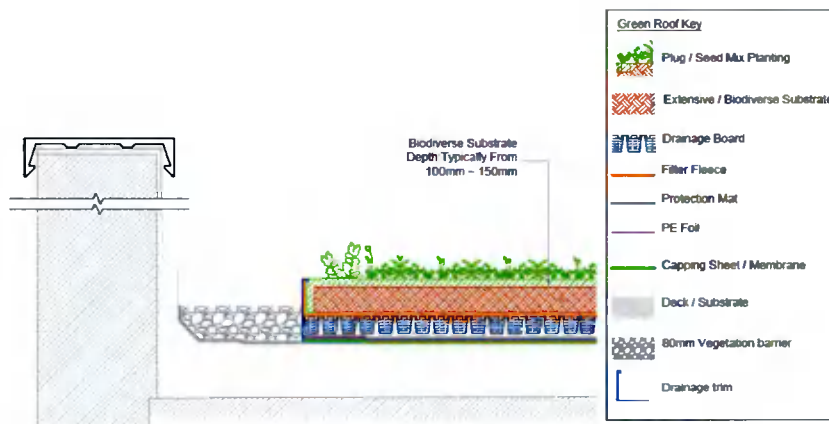 Green Roof Key
Plug / Seed Mix Planting
Extensive / Biodiverse Substrate
Drainage Board
Filter Fleece
Protection Mat
PE Foil
Capping Sheet / Membrane
Deck / Substrate
80mm Vegetation barrier
Drainage trim
Biodiverse Substrate
Depth Typically From
100mm - 150mm